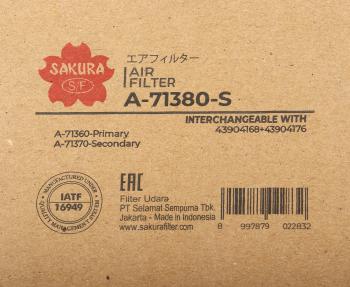 SAKURA
S/F
エアフィルター
AIR
FILTER
A-71380-S
INTERCHANGEABLE WITH
43904168+43904176
A-71360-Primary
A-71370-Secondary
MANUFACTURED UNDER
IATF
16949
QUALITY MANAGEMENT SYSTEM
EAC
Filter Udara
PT Selamat Sempurna Tbk.
Jakarta - Made in Indonesia
www.sakurafilter.com
8 997879 022832